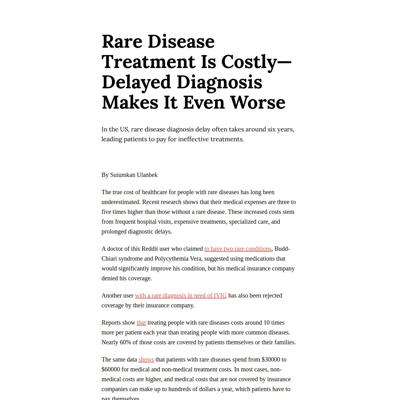 Rare Disease
Treatment Is Costly—
Delayed Diagnosis
Makes It Even Worse
In the US, rare disease diagnosis delay often takes around six years,
leading patients to pay for ineffective treatments.
By Suiumkan Ulanbek
The true cost of healthcare for people with rare diseases has long been
underestimated. Recent research shows that their medical expenses are three to
five times higher than those without a rare disease. These increased costs stem
from frequent hospital visits, expensive treatments, specialized care, and
prolonged diagnostic delays.
A doctor of this Reddit user who claimed to have two rare conditions, Budd-
Chiari syndrome and Polycythemia Vera, suggested using medications that
would significantly improve his condition, but his medical insurance company
denied his coverage.
Another user with a rare diagnosis in need of IVIG has also been rejected
coverage by their insurance company.
Reports show that treating people with rare diseases costs around 10 times
more per patient each year than treating people with more common diseases.
Nearly 60% of those costs are covered by patients themselves or their families.
The same data shows that patients with rare diseases spend from $30000 to
$60000 for medical and non-medical treatment costs. In most cases, non-
medical costs are higher, and medical costs that are not covered by insurance
companies can make up to hundreds of dollars a year, which patients have to
pay themselves.